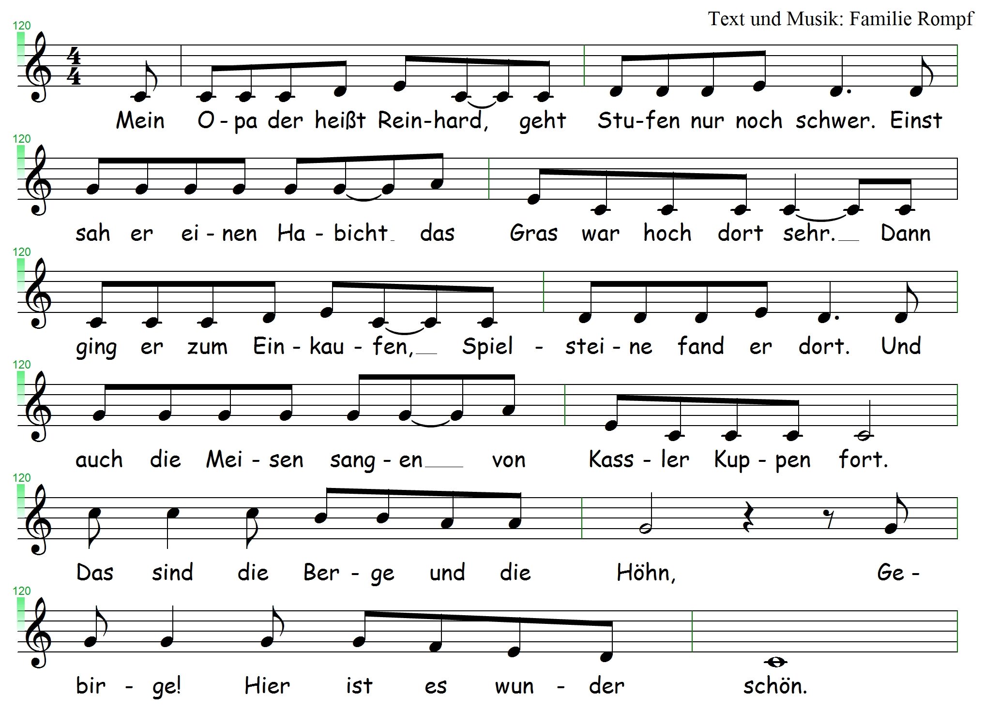 Text und Musik: Familie Rompf
120
4
4
Mein O-pa der heißt Rein-hard, geht Stu-fen nur noch schwer. Einst
120
sah er ei-nen Ha-bicht_ das Gras war hoch dort sehr._ Dann
120
ging er zum Ein-kau-fen,_ Spiel-stei-ne fand er dort. Und
120
auch die Mei-sen sang-en_ von Kass-ler Kup-pen fort.
120
Das sind die Ber-ge und die Höhn, Ge-
120
bir-ge! Hier ist es wun-der schön.